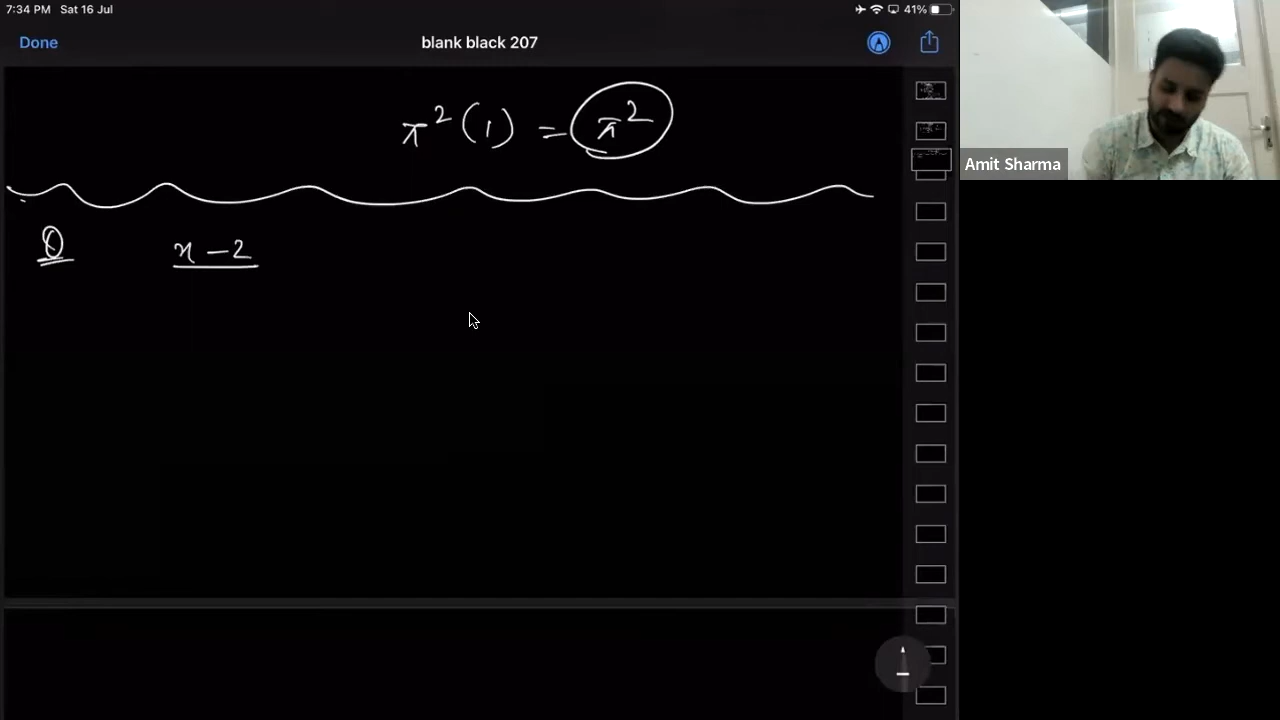 7:34 PM Sat 16 Jul 41%
Done blank black 207
π²(1) = π²
Amit Sharma
Q x - 2